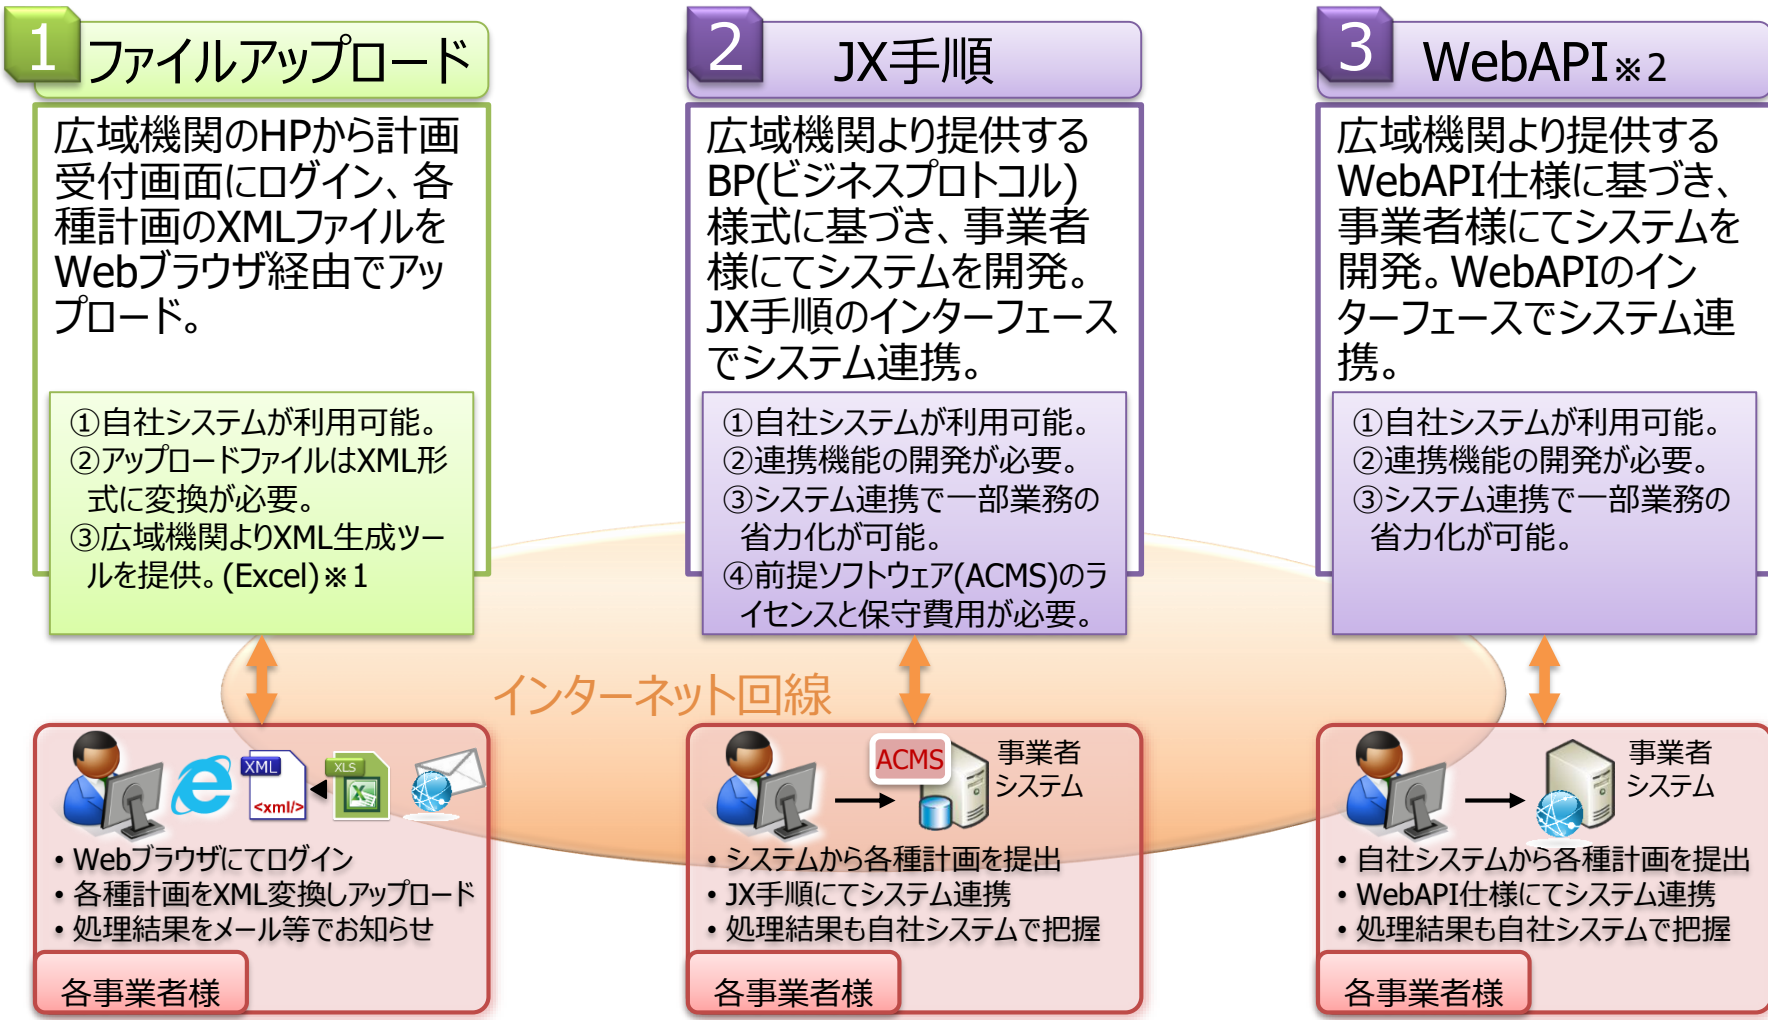 1
ファイルアップロード
広域機関のHPから計画
受付画面にログイン、各
種計画のXMLファイルを
Webブラウザ経由でアッ
プロード。
①自社システムが利用可能。
②アップロードファイルはXML形
式に変換が必要。
③広域機関よりXML生成ツー
ルを提供。(Excel)※1
2
JX手順
広域機関より提供する
BP(ビジネスプロトコル)
様式に基づき、事業者
様にてシステムを開発。
JX手順のインターフェース
でシステム連携。
①自社システムが利用可能。
②連携機能の開発が必要。
③システム連携で一部業務の
省力化が可能。
④前提ソフトウェア(ACMS)のラ
イセンスと保守費用が必要。
3
WebAPI※2
広域機関より提供する
WebAPI仕様に基づき、
事業者様にてシステムを
開発。WebAPIのイン
ターフェースでシステム連
携。
①自社システムが利用可能。
②連携機能の開発が必要。
③システム連携で一部業務の
省力化が可能。
インターネット回線
XML
<xml/>
XLS
X
・Webブラウザにてログイン
・各種計画をXML変換しアップロード
・処理結果をメール等でお知らせ
各事業者様
ACMS
事業者
システム
・システムから各種計画を提出
・JX手順にてシステム連携
・処理結果も自社システムで把握
各事業者様
事業者
システム
・自社システムから各種計画を提出
・WebAPI仕様にてシステム連携
・処理結果も自社システムで把握
各事業者様